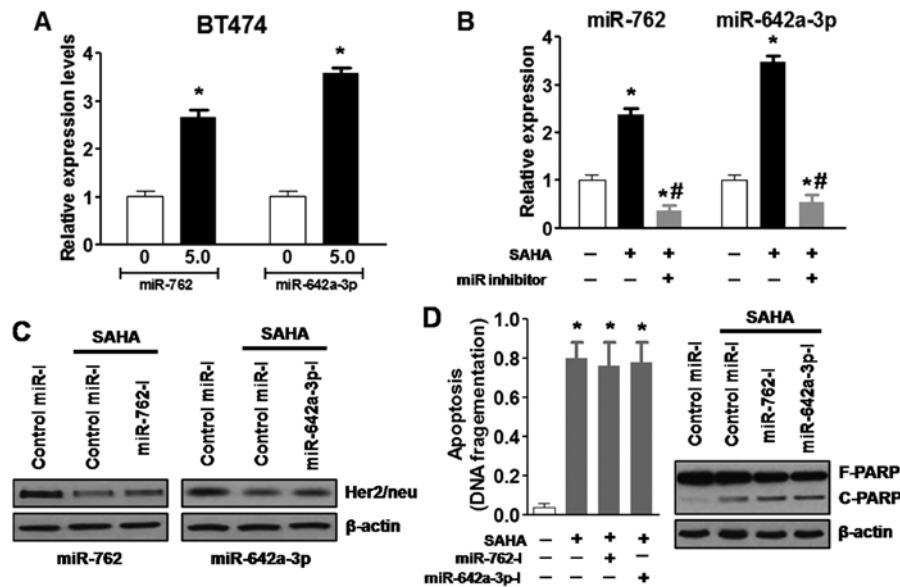 A
BT474
Relative expression levels
4
3
2
1
0
*
*
0
5.0
0
5.0
miR-762
miR-642a-3p
B
miR-762
miR-642a-3p
Relative expression
4
3
2
1
0
*
*#
*
*#
SAHA
– + + – + +
miR inhibitor
– – + – – +
C
SAHA
SAHA
Control miR-I
Control miR-I
miR-762-I
Control miR-I
Control miR-I
miR-642a-3p-I
Her2/neu
β-actin
miR-762
miR-642a-3p
D
Apoptosis
(DNA fragementation)
1.0
0.8
0.6
0.4
0.2
0.0
* * *
SAHA
– + + +
miR-762-I
– – + –
miR-642a-3p-I
– – – +
SAHA
Control miR-I
Control miR-I
miR-762-I
miR-642a-3p-I
F-PARP
C-PARP
β-actin